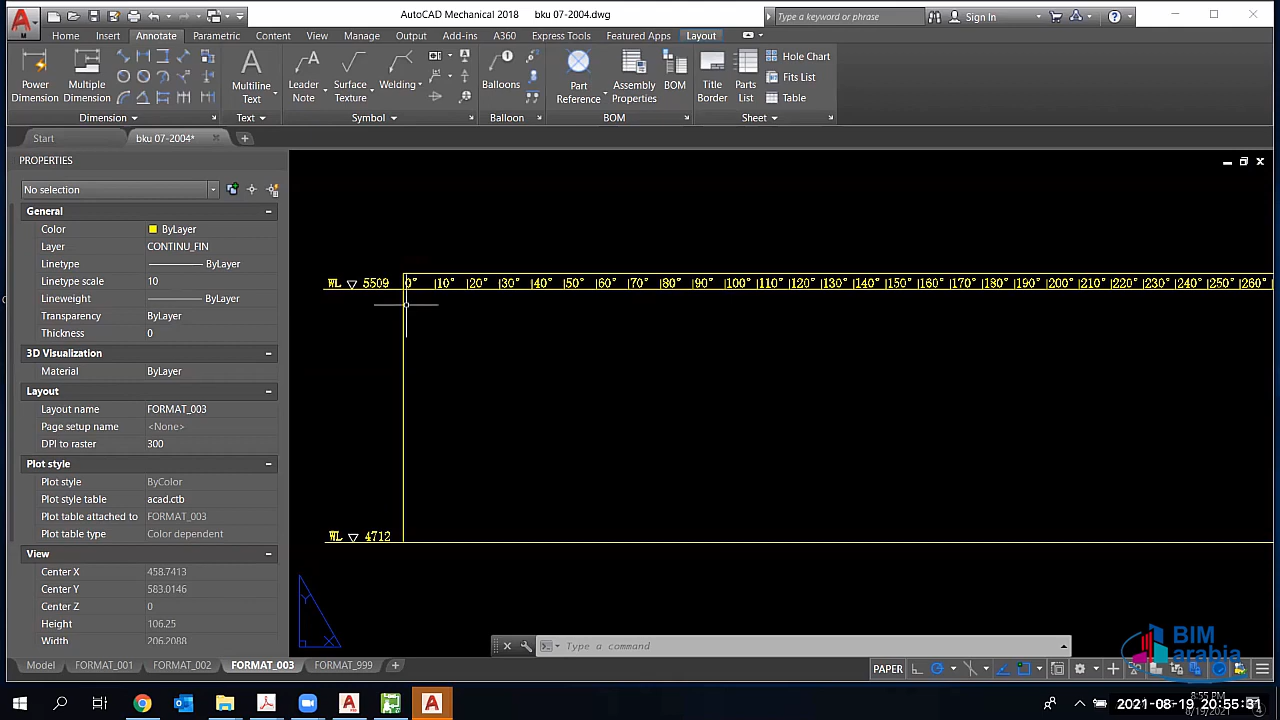 AutoCAD Mechanical 2018 bku 07-2004.dwg
Type a keyword or phrase
Sign In
Home Insert Annotate Parametric Content View Manage Output Add-ins A360 Express Tools Featured Apps Layout
Power Dimension
Multiple Dimension
Multiline Text
Leader Note
Surface Texture
Welding
Balloons
Part Reference
Assembly Properties
BOM
Title Border
Parts List
Hole Chart
Fits List
Table
Dimension Text Symbol Balloon BOM Sheet
Start bku 07-2004*
PROPERTIES
No selection
General
Color ByLayer
Layer CONTINU_FIN
Linetype ByLayer
Linetype scale 10
Lineweight ByLayer
Transparency ByLayer
Thickness 0
3D Visualization
Material ByLayer
Layout
Layout name FORMAT_003
Page setup name <None>
DPI to raster 300
Plot style
Plot style ByColor
Plot style table acad.ctb
Plot table attached to FORMAT_003
Plot table type Color dependent
View
Center X 458.7413
Center Y 583.0146
Center Z 0
Height 106.25
Width 206.2088
WL 5509 0° 10° 20° 30° 40° 50° 60° 70° 80° 90° 100° 110° 120° 130° 140° 150° 160° 170° 180° 190° 200° 210° 220° 230° 240° 250° 260°
WL 4712
Y
X
Type a command
BIM
arabia
Model FORMAT_001 FORMAT_002 FORMAT_003 FORMAT_999
PAPER
8:55 PM
2021-08-19 20:55:31
8/19/2021